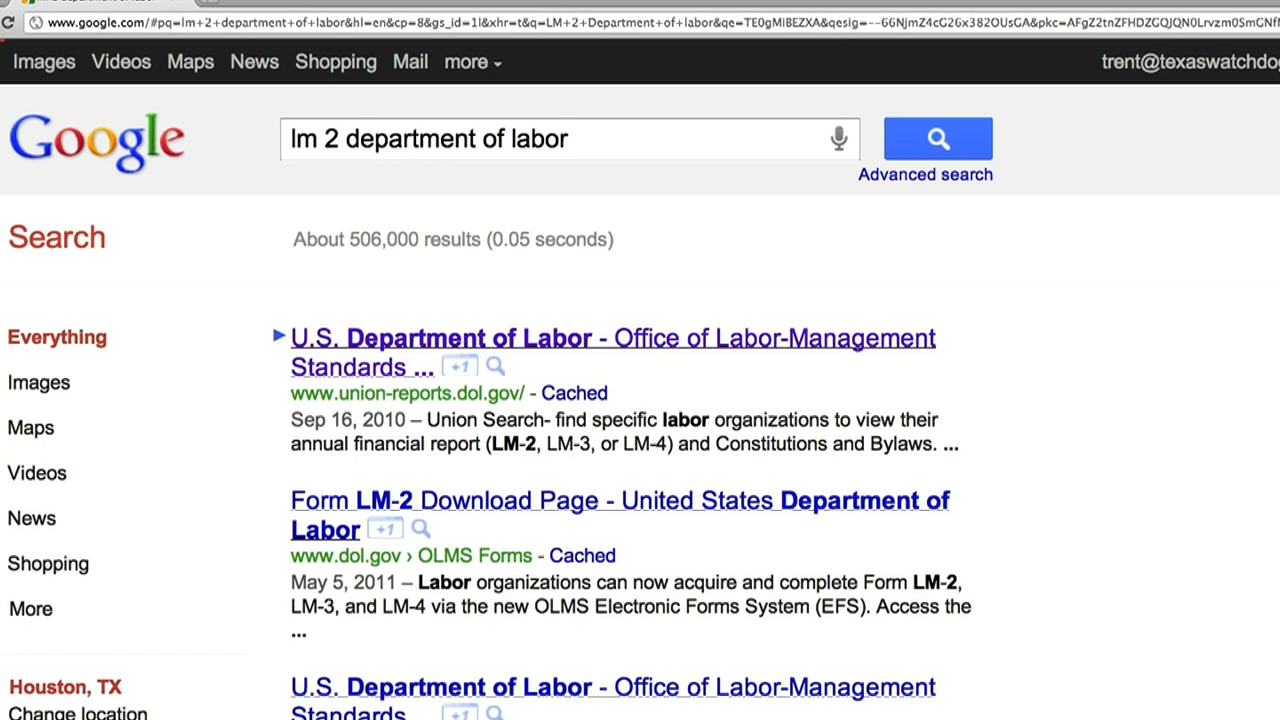 www.google.com/#pq=lm+2+department+of+labor&hl=en&cp=8&gs_id=1l&xhr=t&q=LM+2+Department+of+labor&qe=
Images Videos Maps News Shopping Mail more
trent@texaswatchdog
Google
lm 2 department of labor
Advanced search
Search
About 506,000 results (0.05 seconds)
Everything
Images
Maps
Videos
News
Shopping
More
Houston, TX
Change location
U.S. Department of Labor - Office of Labor-Management
Standards ... +1
www.union-reports.dol.gov/ - Cached
Sep 16, 2010 – Union Search- find specific labor organizations to view their
annual financial report (LM-2, LM-3, or LM-4) and Constitutions and Bylaws. ...
Form LM-2 Download Page - United States Department of
Labor +1
www.dol.gov › OLMS Forms - Cached
May 5, 2011 – Labor organizations can now acquire and complete Form LM-2,
LM-3, and LM-4 via the new OLMS Electronic Forms System (EFS). Access the
...
U.S. Department of Labor - Office of Labor-Management
Standards ... +1